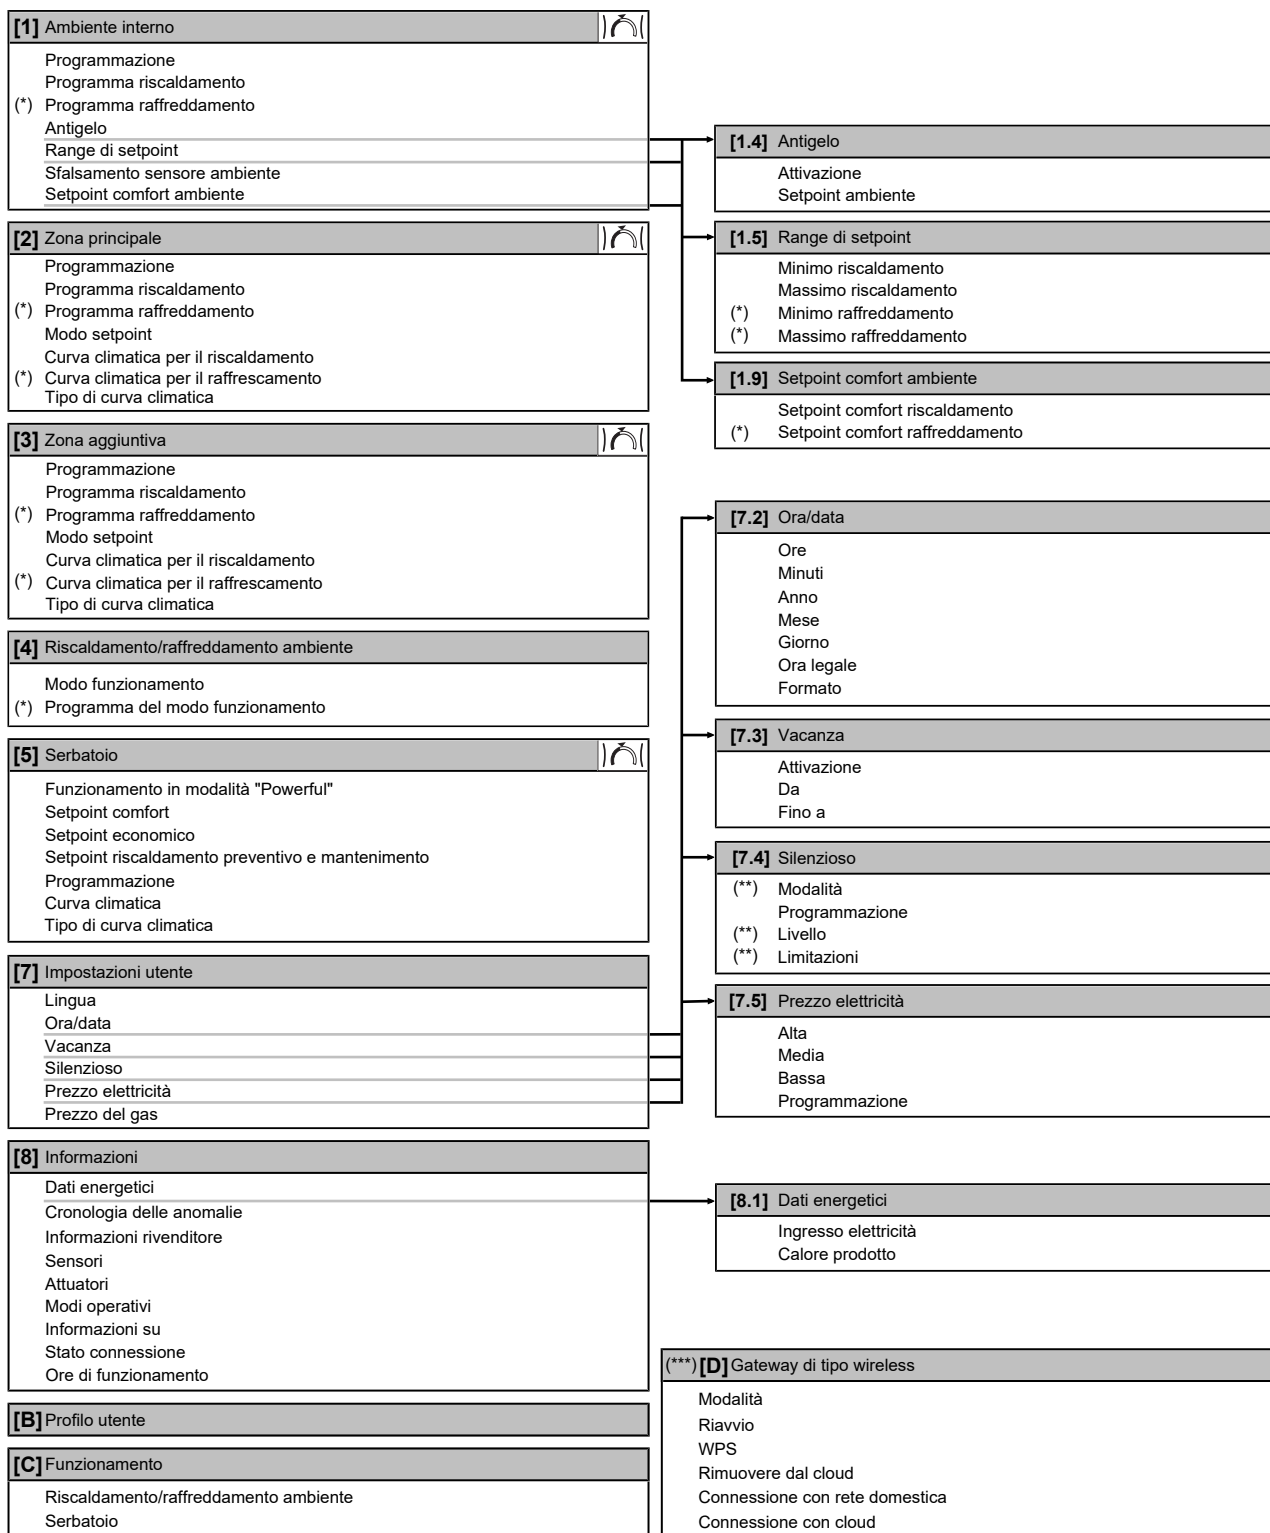 [1] Ambiente interno
Programmazione
Programma riscaldamento
(*) Programma raffreddamento
Antigelo
Range di setpoint
Sfalsamento sensore ambiente
Setpoint comfort ambiente
[2] Zona principale
Programmazione
Programma riscaldamento
(*) Programma raffreddamento
Modo setpoint
Curva climatica per il riscaldamento
(*) Curva climatica per il raffrescamento
Tipo di curva climatica
[3] Zona aggiuntiva
Programmazione
Programma riscaldamento
(*) Programma raffreddamento
Modo setpoint
Curva climatica per il riscaldamento
(*) Curva climatica per il raffrescamento
Tipo di curva climatica
[4] Riscaldamento/raffreddamento ambiente
Modo funzionamento
(*) Programma del modo funzionamento
[5] Serbatoio
Funzionamento in modalità "Powerful"
Setpoint comfort
Setpoint economico
Setpoint riscaldamento preventivo e mantenimento
Programmazione
Curva climatica
Tipo di curva climatica
[7] Impostazioni utente
Lingua
Ora/data
Vacanza
Silenzioso
Prezzo elettricità
Prezzo del gas
[8] Informazioni
Dati energetici
Cronologia delle anomalie
Informazioni rivenditore
Sensori
Attuatori
Modi operativi
Informazioni su
Stato connessione
Ore di funzionamento
[B] Profilo utente
[C] Funzionamento
Riscaldamento/raffreddamento ambiente
Serbatoio
[1.4] Antigelo
Attivazione
Setpoint ambiente
[1.5] Range di setpoint
Minimo riscaldamento
Massimo riscaldamento
(*) Minimo raffreddamento
(*) Massimo raffreddamento
[1.9] Setpoint comfort ambiente
Setpoint comfort riscaldamento
(*) Setpoint comfort raffreddamento
[7.2] Ora/data
Ore
Minuti
Anno
Mese
Giorno
Ora legale
Formato
[7.3] Vacanza
Attivazione
Da
Fino a
[7.4] Silenzioso
(**) Modalità
Programmazione
(**) Livello
(**) Limitazioni
[7.5] Prezzo elettricità
Alta
Media
Bassa
Programmazione
[8.1] Dati energetici
Ingresso elettricità
Calore prodotto
(***) [D] Gateway di tipo wireless
Modalità
Riavvio
WPS
Rimuovere dal cloud
Connessione con rete domestica
Connessione con cloud